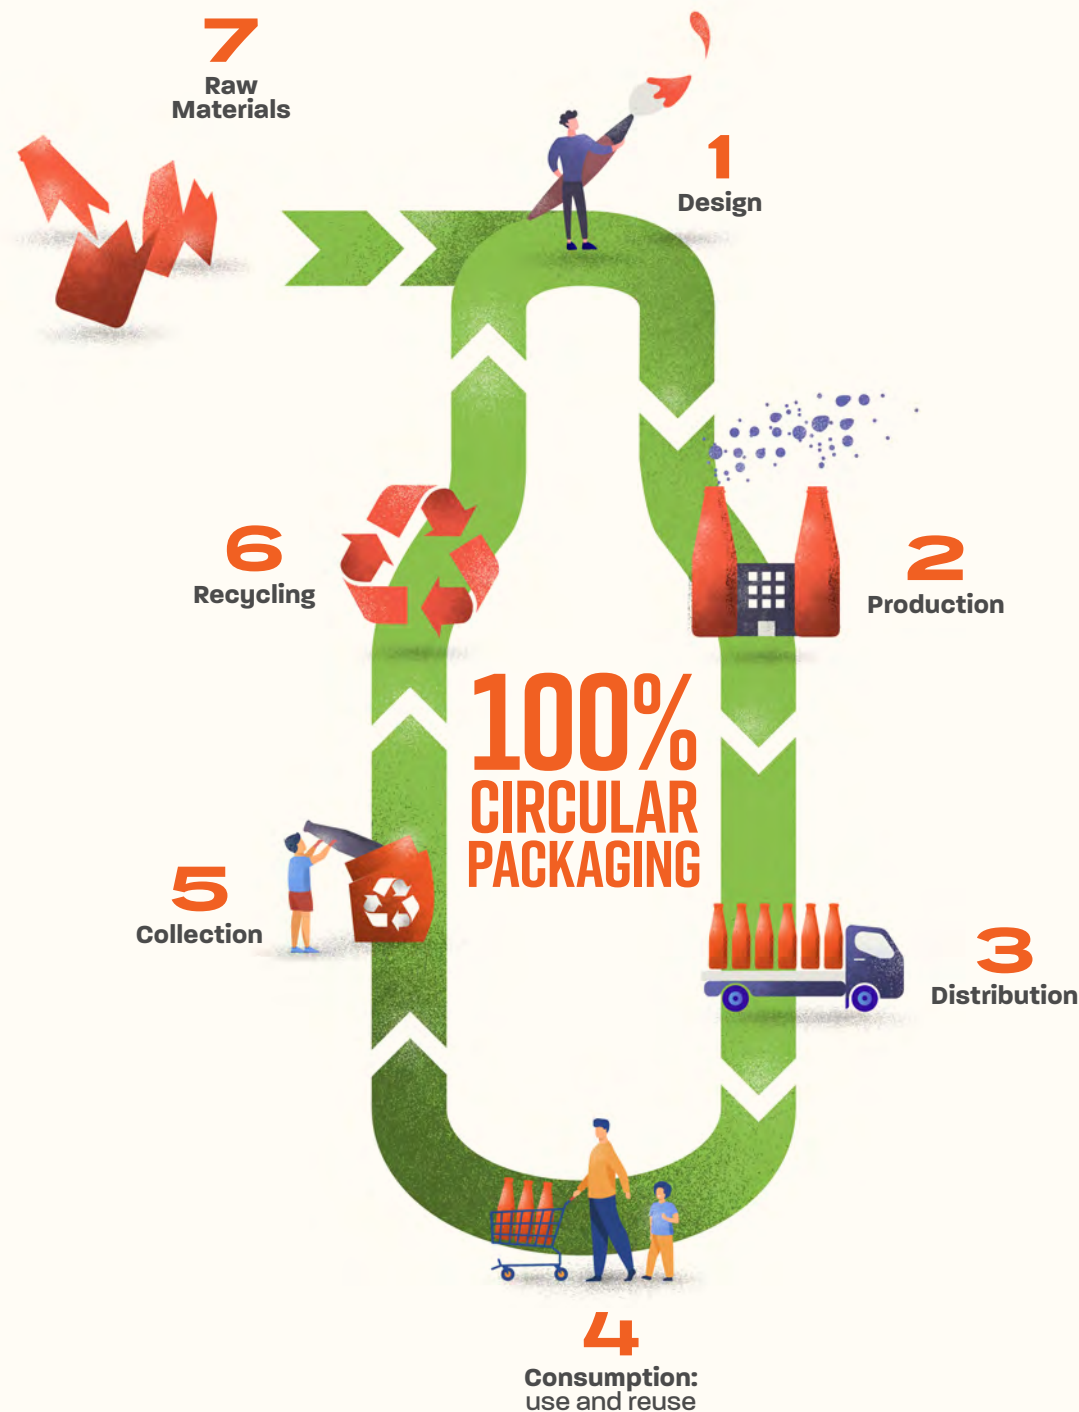 7
Raw
Materials
1
Design
2
Production
3
Distribution
4
Consumption:
use and reuse
5
Collection
6
Recycling
100%
CIRCULAR
PACKAGING